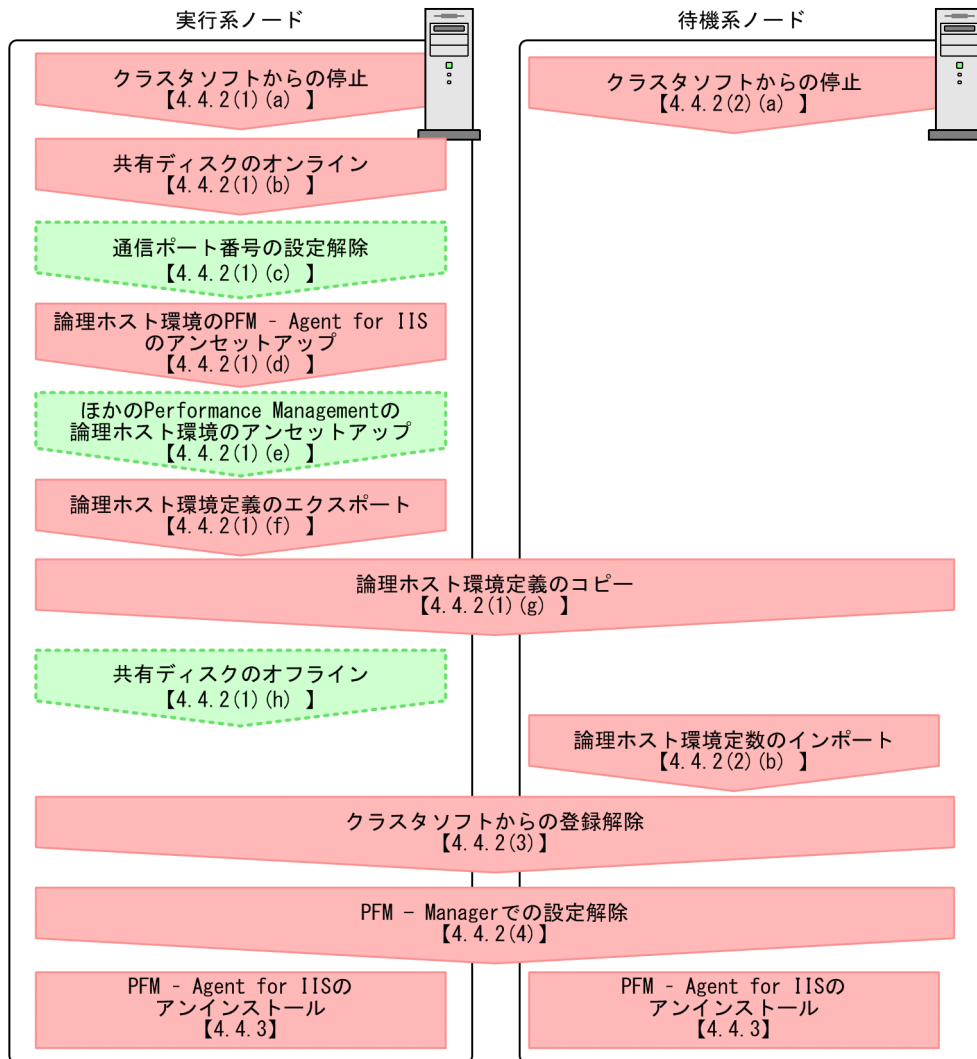 実行系ノード
待機系ノード
クラスタソフトからの停止
【4.4.2(1)(a) 】
クラスタソフトからの停止
【4.4.2(2)(a) 】
共有ディスクのオンライン
【4.4.2(1)(b) 】
通信ポート番号の設定解除
【4.4.2(1)(c) 】
論理ホスト環境のPFM - Agent for IIS
のアンセットアップ
【4.4.2(1)(d) 】
ほかのPerformance Managementの
論理ホスト環境のアンセットアップ
【4.4.2(1)(e) 】
論理ホスト環境定義のエクスポート
【4.4.2(1)(f) 】
論理ホスト環境定義のコピー
【4.4.2(1)(g) 】
共有ディスクのオフライン
【4.4.2(1)(h) 】
論理ホスト環境定数のインポート
【4.4.2(2)(b) 】
クラスタソフトからの登録解除
【4.4.2(3)】
PFM - Managerでの設定解除
【4.4.2(4)】
PFM - Agent for IISの
アンインストール
【4.4.3】
PFM - Agent for IISの
アンインストール
【4.4.3】